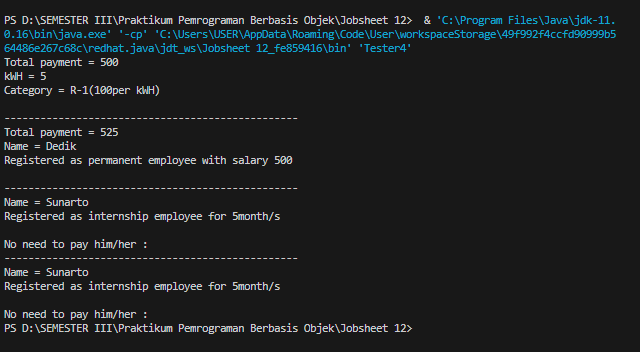 PS D:\SEMESTER III\Praktikum Pemrograman Berbasis Objek\Jobsheet 12>  & 'C:\Program Files\Java\jdk-11.
0.16\bin\java.exe' '-cp' 'C:\Users\USER\AppData\Roaming\Code\User\workspaceStorage\49f992f4ccfd90999b5
64486e267c68c\redhat.java\jdt_ws\Jobsheet 12_fe859416\bin' 'Tester4'
Total payment = 500
kWH = 5
Category = R-1(100per kWH)
-------------------------------------------------
Total payment = 525
Name = Dedik
Registered as permanent employee with salary 500
-------------------------------------------------
Name = Sunarto
Registered as internship employee for 5month/s
No need to pay him/her :
-------------------------------------------------
Name = Sunarto
Registered as internship employee for 5month/s
No need to pay him/her :
PS D:\SEMESTER III\Praktikum Pemrograman Berbasis Objek\Jobsheet 12>